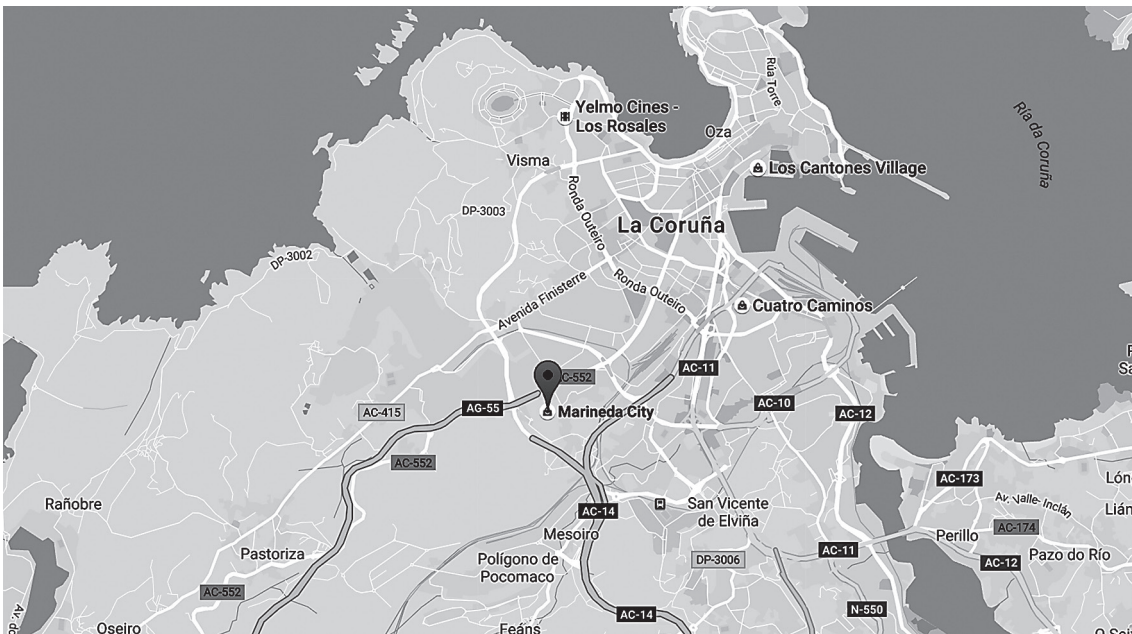 Rúa Torre
Yelmo Cines -
Los Rosales
Oza
Ría da Coruña
Visma
Los Cantones Village
DP-3003
Ronda Outeiro
La Coruña
DP-3002
Avenida Finisterre
Ronda Outeiro
Cuatro Caminos
AC-11
C-552
AG-55
Marineda City
AC-415
AC-10
AC-12
AC-552
AC-173
Rañobre
Av. Valle-Inclán
AC-14
San Vicente
de Elviña
AC-174
Mesoiro
Perillo
Pastoriza
Polígono de
Pocomaco
DP-3006
AC-11
Pazo do Río
AC-12
AC-552
AC-14
N-550
Oseiro
Feáns